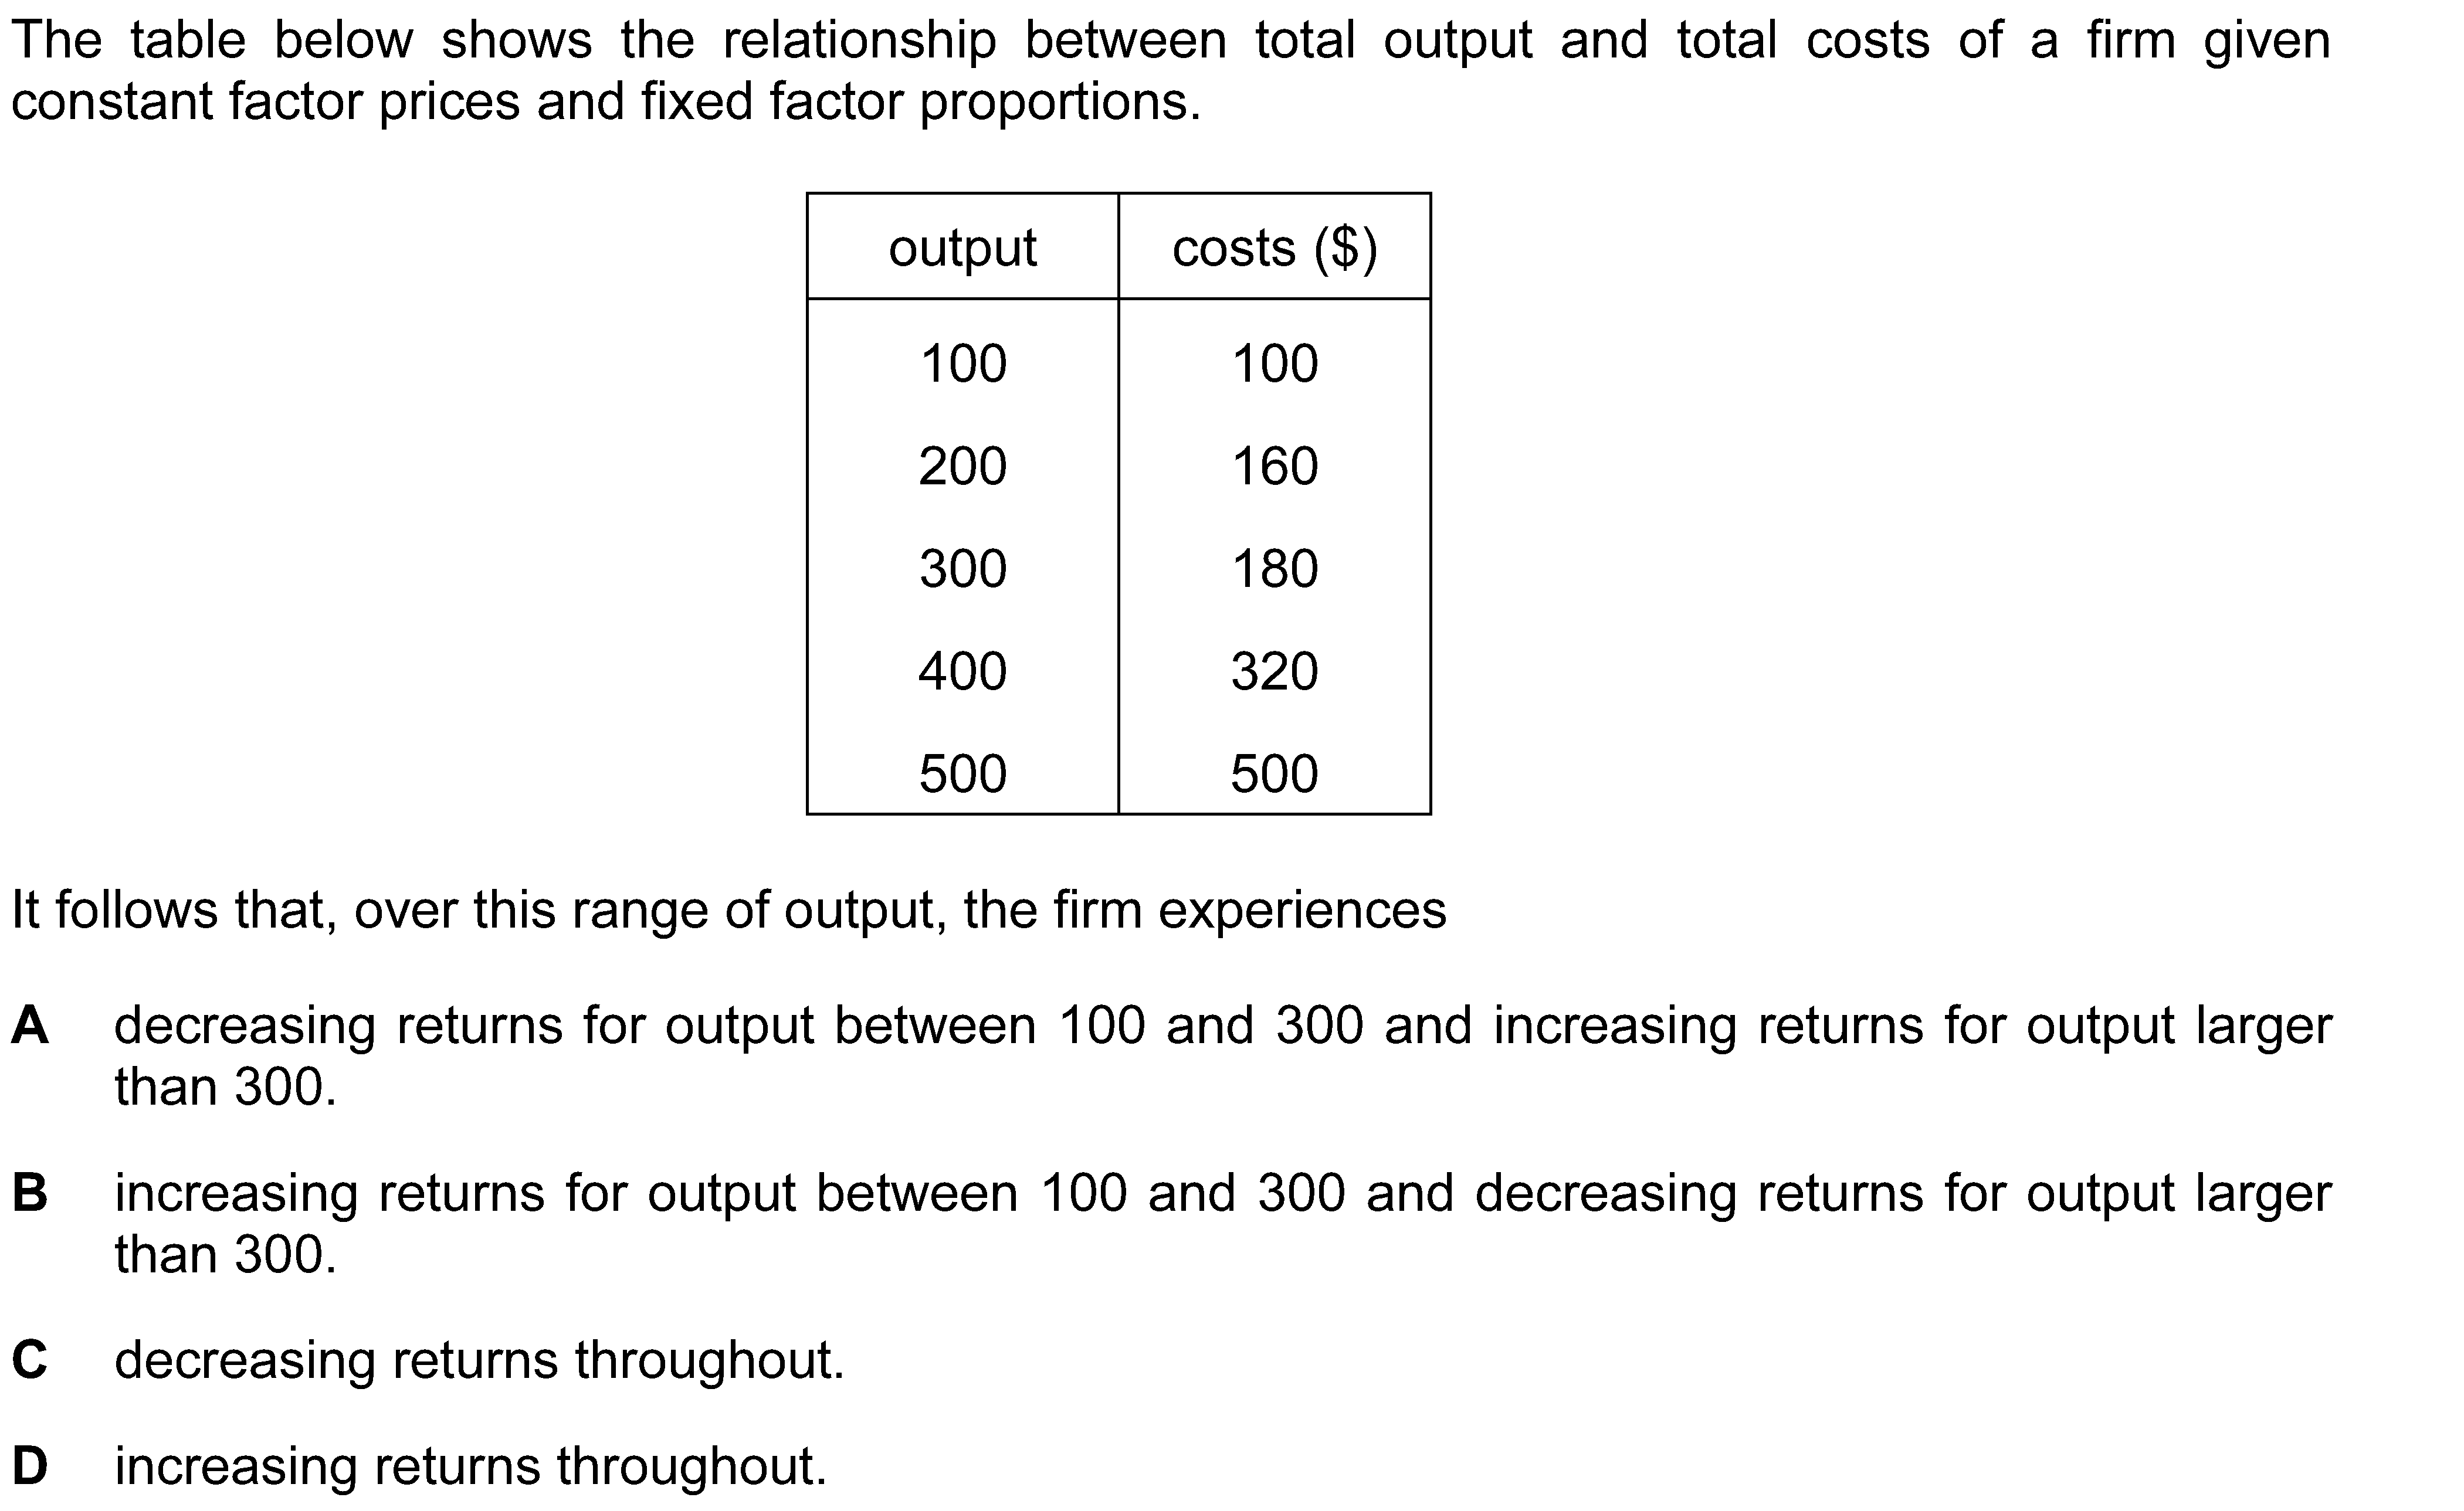 The table below shows the relationship between total output and total costs of a firm given
constant factor prices and fixed factor proportions.
output costs ($)
100 100
200 160
300 180
400 320
500 500
It follows that, over this range of output, the firm experiences
A decreasing returns for output between 100 and 300 and increasing returns for output larger
than 300.
B increasing returns for output between 100 and 300 and decreasing returns for output larger
than 300.
C decreasing returns throughout.
D increasing returns throughout.